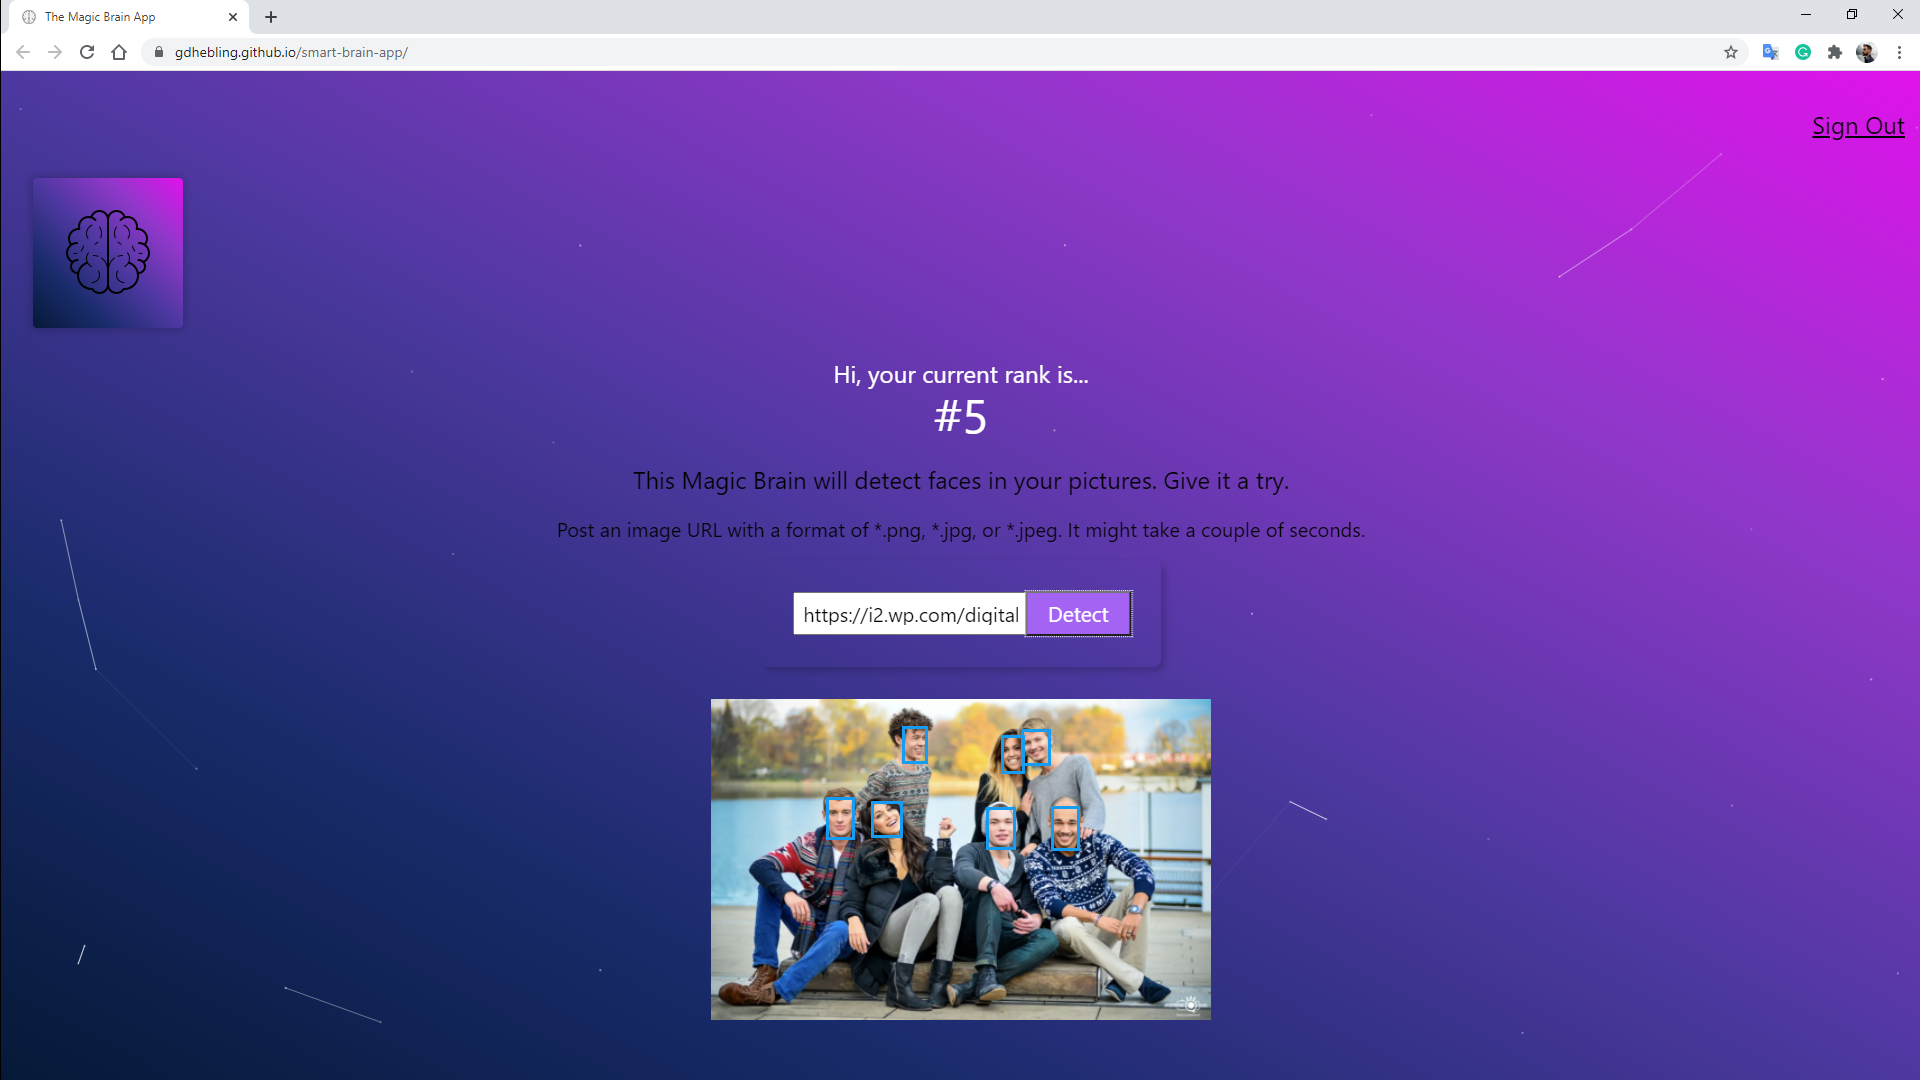 The Magic Brain App
gdhebling.github.io/smart-brain-app/
Sign Out
Hi, your current rank is...
#5
This Magic Brain will detect faces in your pictures. Give it a try.
Post an image URL with a format of *.png, *.jpg, or *.jpeg. It might take a couple of seconds.
https://i2.wp.com/digital
Detect